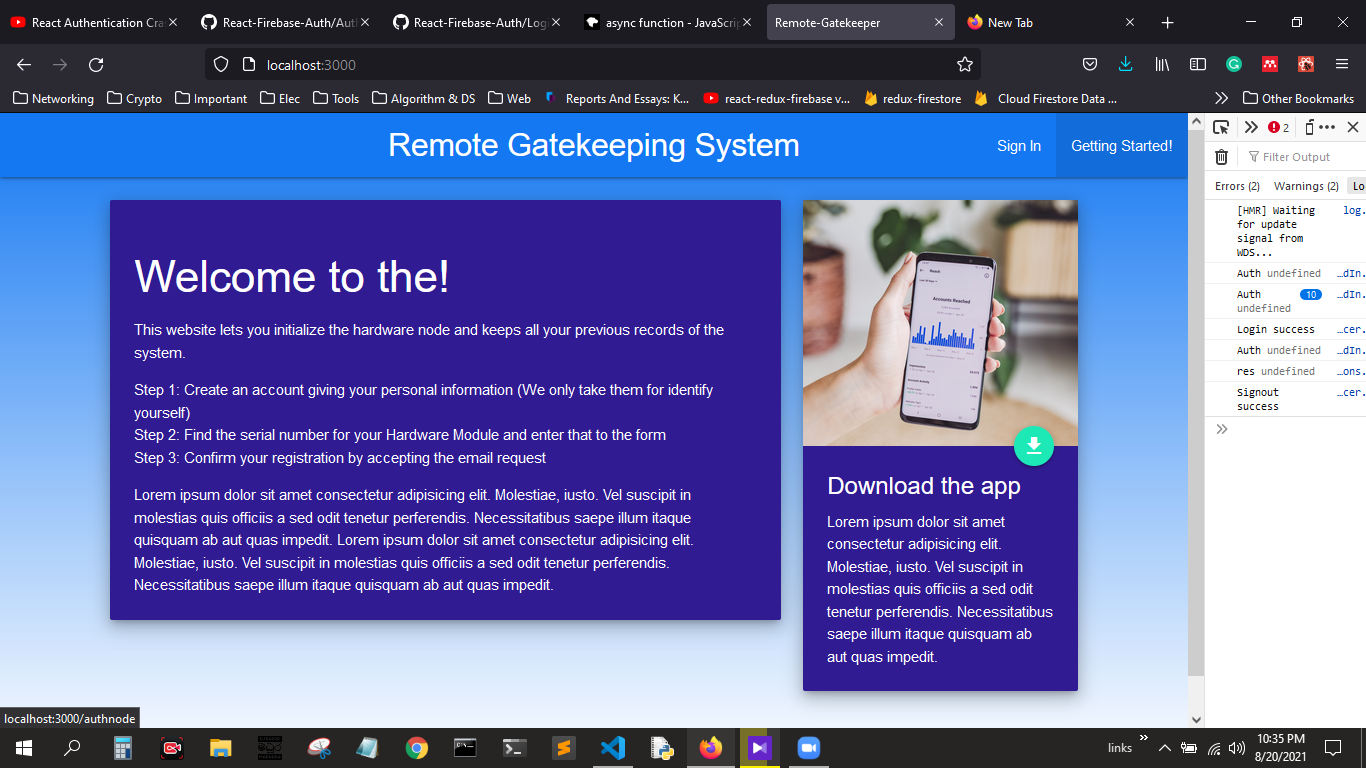 React Authentication Cra
React-Firebase-Auth/Aut
React-Firebase-Auth/Logi
async function - JavaScrip
Remote-Gatekeeper
New Tab
localhost:3000
Networking
Crypto
Important
Elec
Tools
Algorithm & DS
Web
Reports And Essays: K...
react-redux-firebase v...
redux-firestore
Cloud Firestore Data ...
Other Bookmarks
Remote Gatekeeping System
Sign In
Getting Started!
Welcome to the!
This website lets you initialize the hardware node and keeps all your previous records of the
system.
Step 1: Create an account giving your personal information (We only take them for identify
yourself)
Step 2: Find the serial number for your Hardware Module and enter that to the form
Step 3: Confirm your registration by accepting the email request
Lorem ipsum dolor sit amet consectetur adipisicing elit. Molestiae, iusto. Vel suscipit in
molestias quis officiis a sed odit tenetur perferendis. Necessitatibus saepe illum itaque
quisquam ab aut quas impedit. Lorem ipsum dolor sit amet consectetur adipisicing elit.
Molestiae, iusto. Vel suscipit in molestias quis officiis a sed odit tenetur perferendis.
Necessitatibus saepe illum itaque quisquam ab aut quas impedit.
Reach
Accounts Reached
Download the app
Lorem ipsum dolor sit amet
consectetur adipisicing elit.
Molestiae, iusto. Vel suscipit in
molestias quis officiis a sed odit
tenetur perferendis. Necessitatibus
saepe illum itaque quisquam ab
aut quas impedit.
2
Filter Output
Errors (2) Warnings (2) Lo
[HMR] Waiting log.
for update
signal from
WDS...
Auth undefined …dIn.
Auth 10 …dIn.
undefined
Login success …cer.
Auth undefined …dIn.
res undefined …ons.
Signout …cer.
success
localhost:3000/authnode
links
10:35 PM
8/20/2021